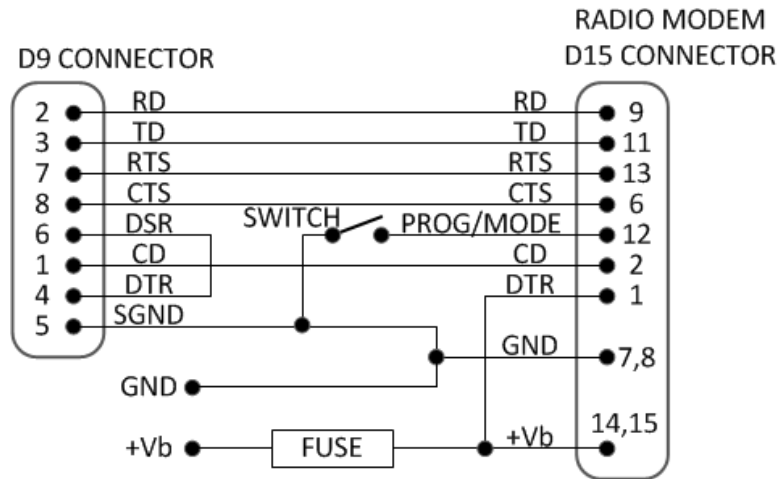 RADIO MODEM
D9 CONNECTOR D15 CONNECTOR
2 RD RD 9
3 TD TD 11
7 RTS RTS 13
8 CTS CTS 6
6 DSR SWITCH PROG/MODE 12
1 CD CD 2
4 DTR DTR 1
5 SGND
GND 7,8
GND
14,15
+Vb FUSE +Vb